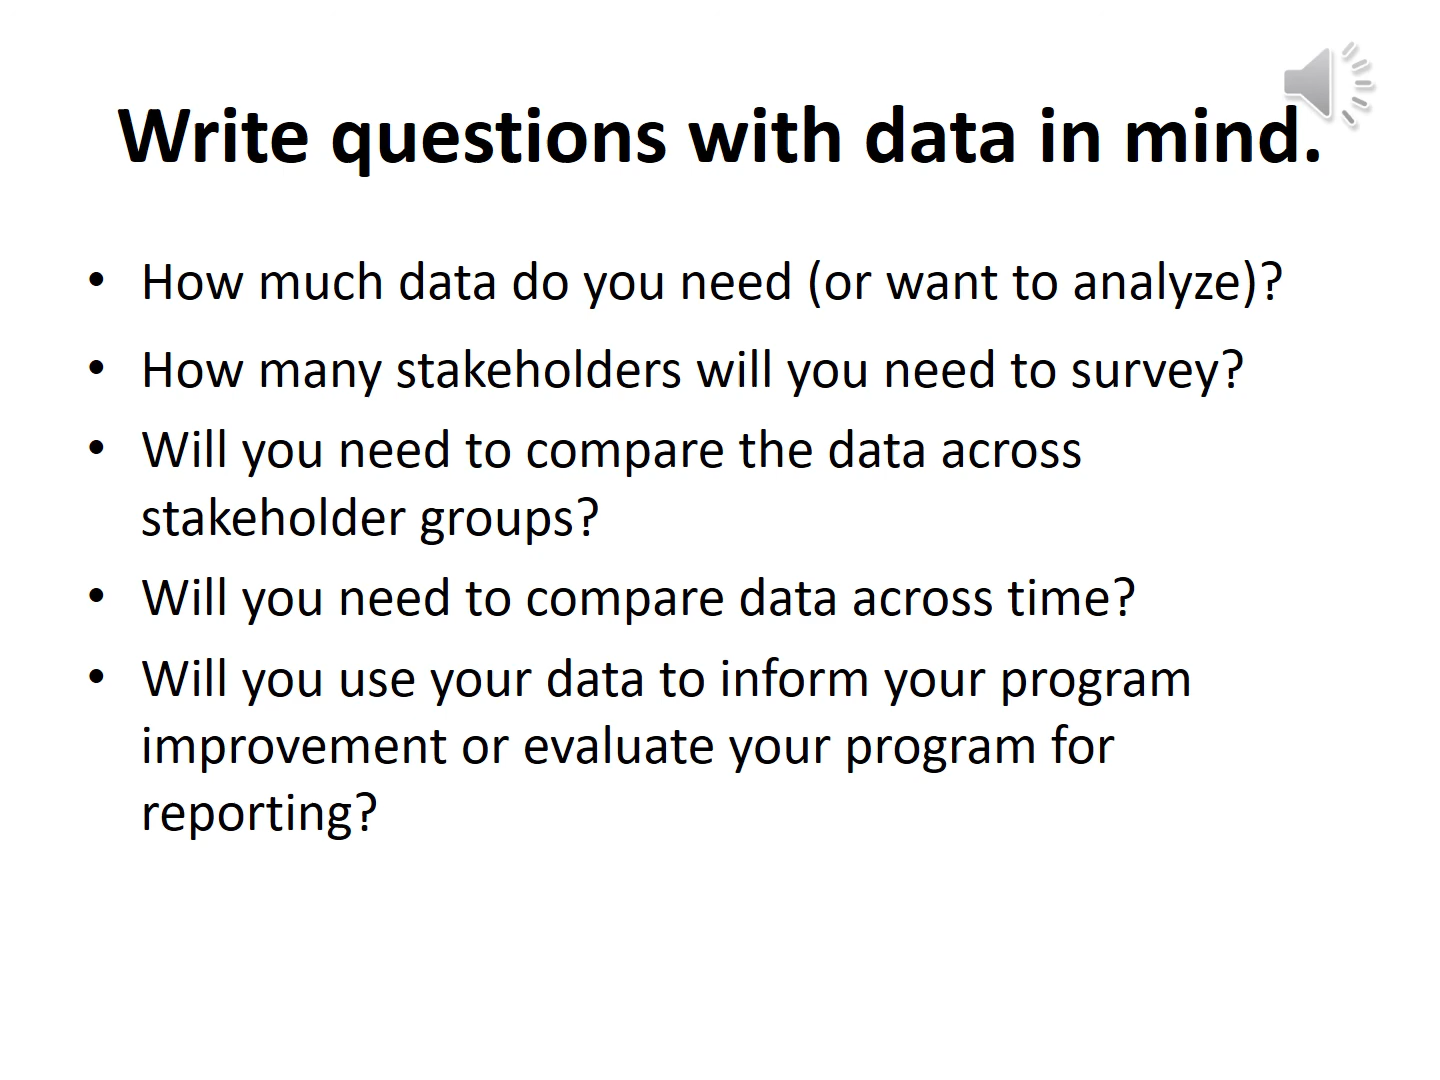 Write questions with data in mind.
• How much data do you need (or want to analyze)?
• How many stakeholders will you need to survey?
• Will you need to compare the data across
stakeholder groups?
• Will you need to compare data across time?
• Will you use your data to inform your program
improvement or evaluate your program for
reporting?